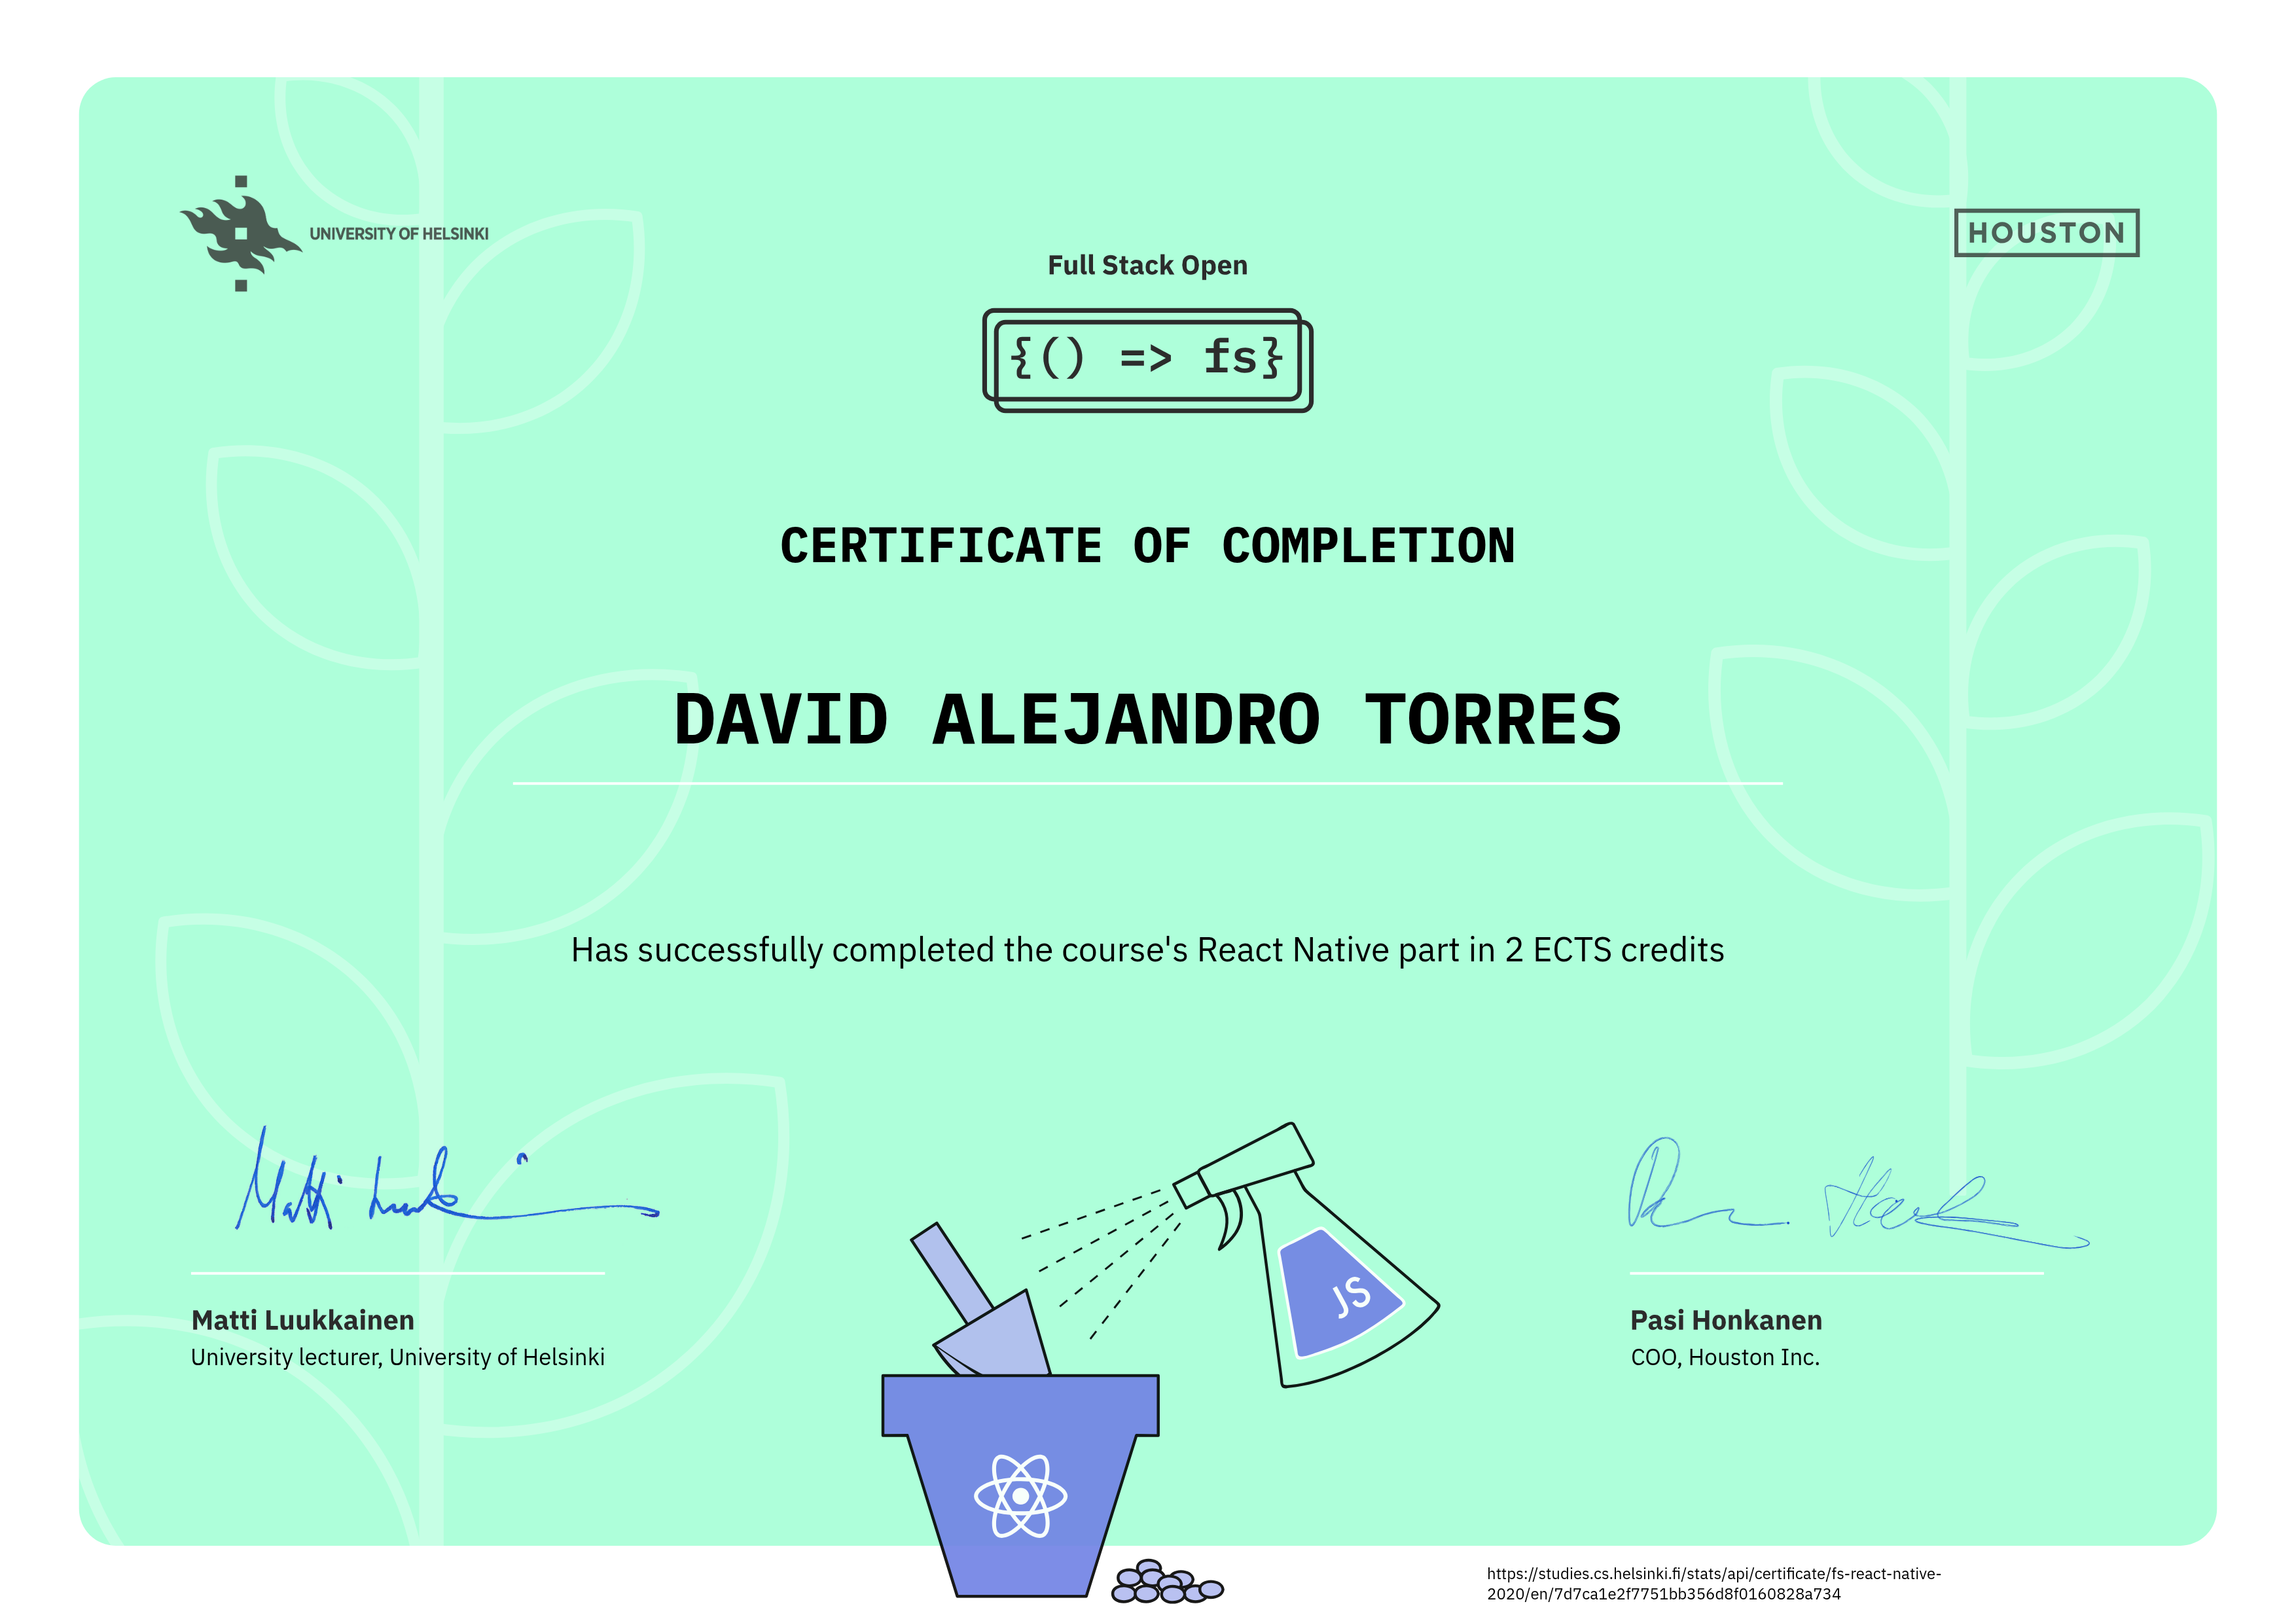 UNIVERSITY OF HELSINKI
HOUSTON
Full Stack Open
{() => fs}
CERTIFICATE OF COMPLETION
DAVID ALEJANDRO TORRES
Has successfully completed the course's React Native part in 2 ECTS credits
JS
Matti Luukkainen
University lecturer, University of Helsinki
Pasi Honkanen
COO, Houston Inc.
https://studies.cs.helsinki.fi/stats/api/certificate/fs-react-native-
2020/en/7d7ca1e2f7751bb356d8f0160828a734